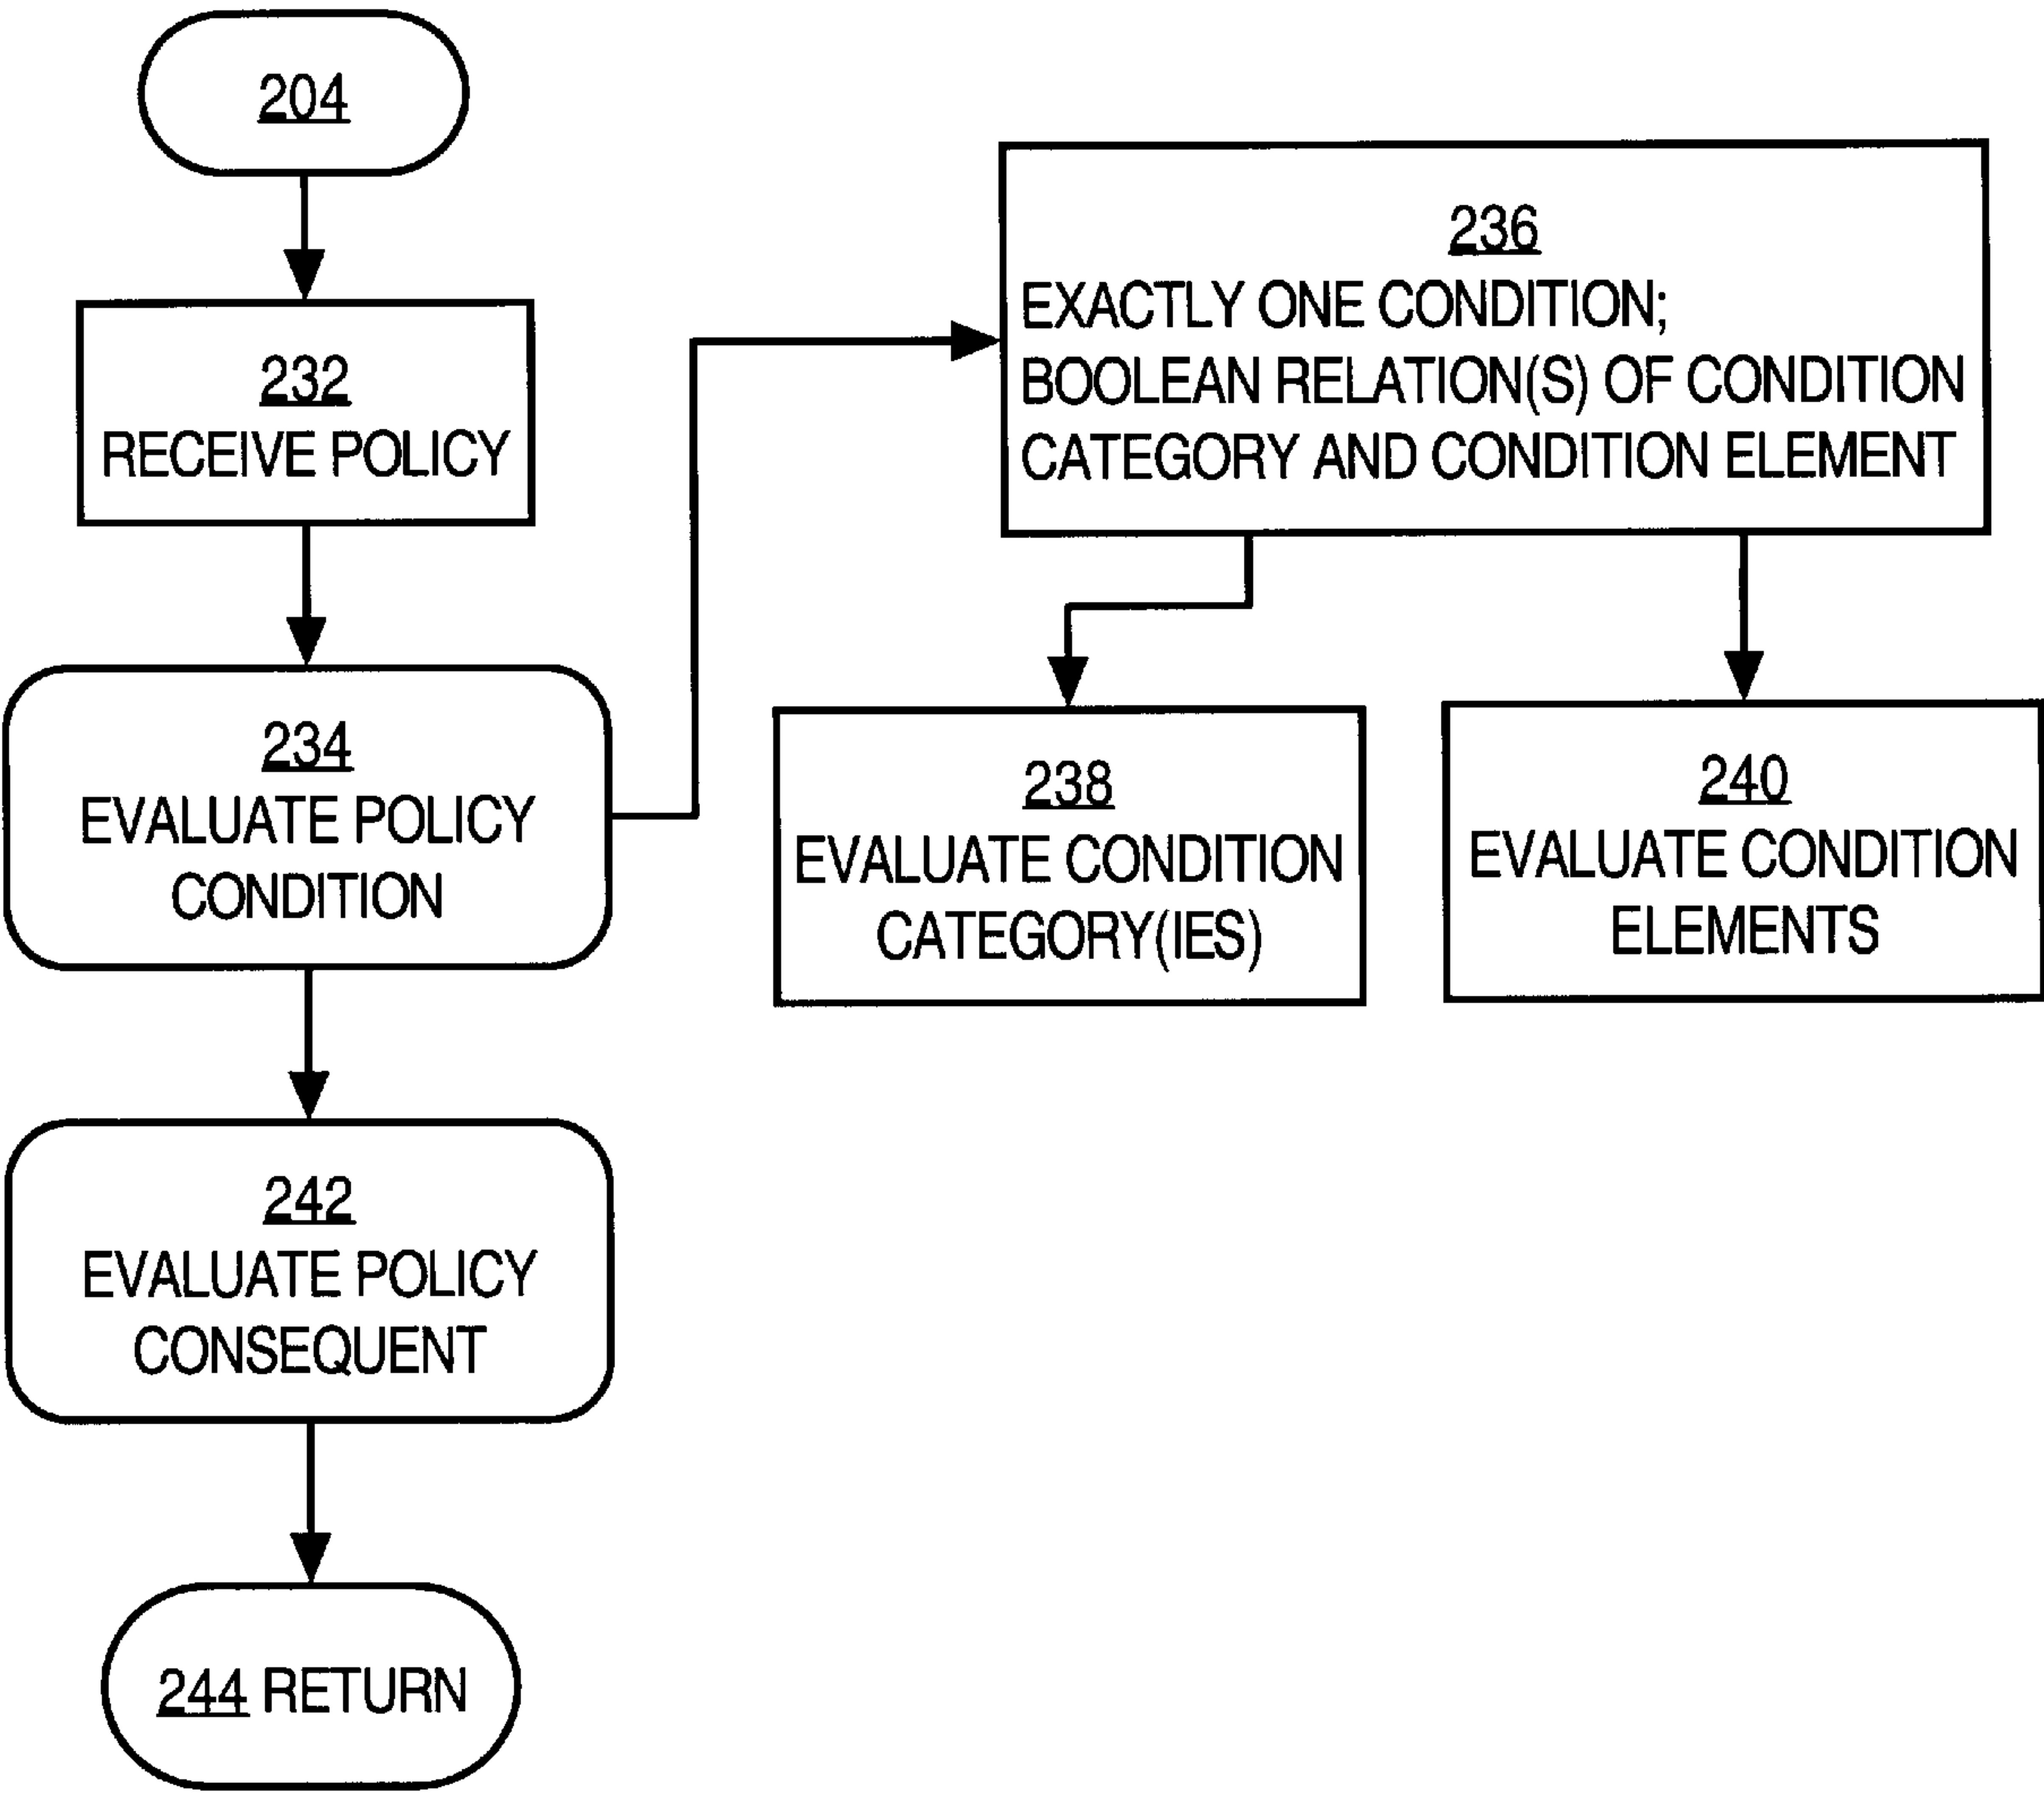 204
232
RECEIVE POLICY
234
EVALUATE POLICY
CONDITION
242
EVALUATE POLICY
CONSEQUENT
244 RETURN
236
EXACTLY ONE CONDITION;
BOOLEAN RELATION(S) OF CONDITION
CATEGORY AND CONDITION ELEMENT
238
EVALUATE CONDITION
CATEGORY(IES)
240
EVALUATE CONDITION
ELEMENTS